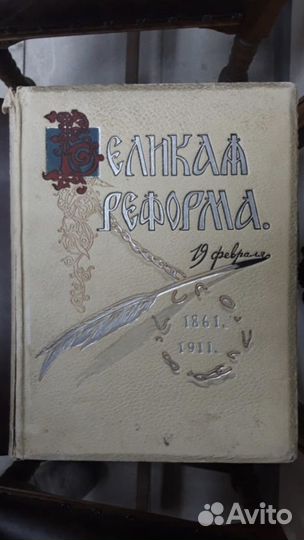 ВЕЛИКАЯ
РЕФОРМА.
19 февраля
1861.
1911.
Avito